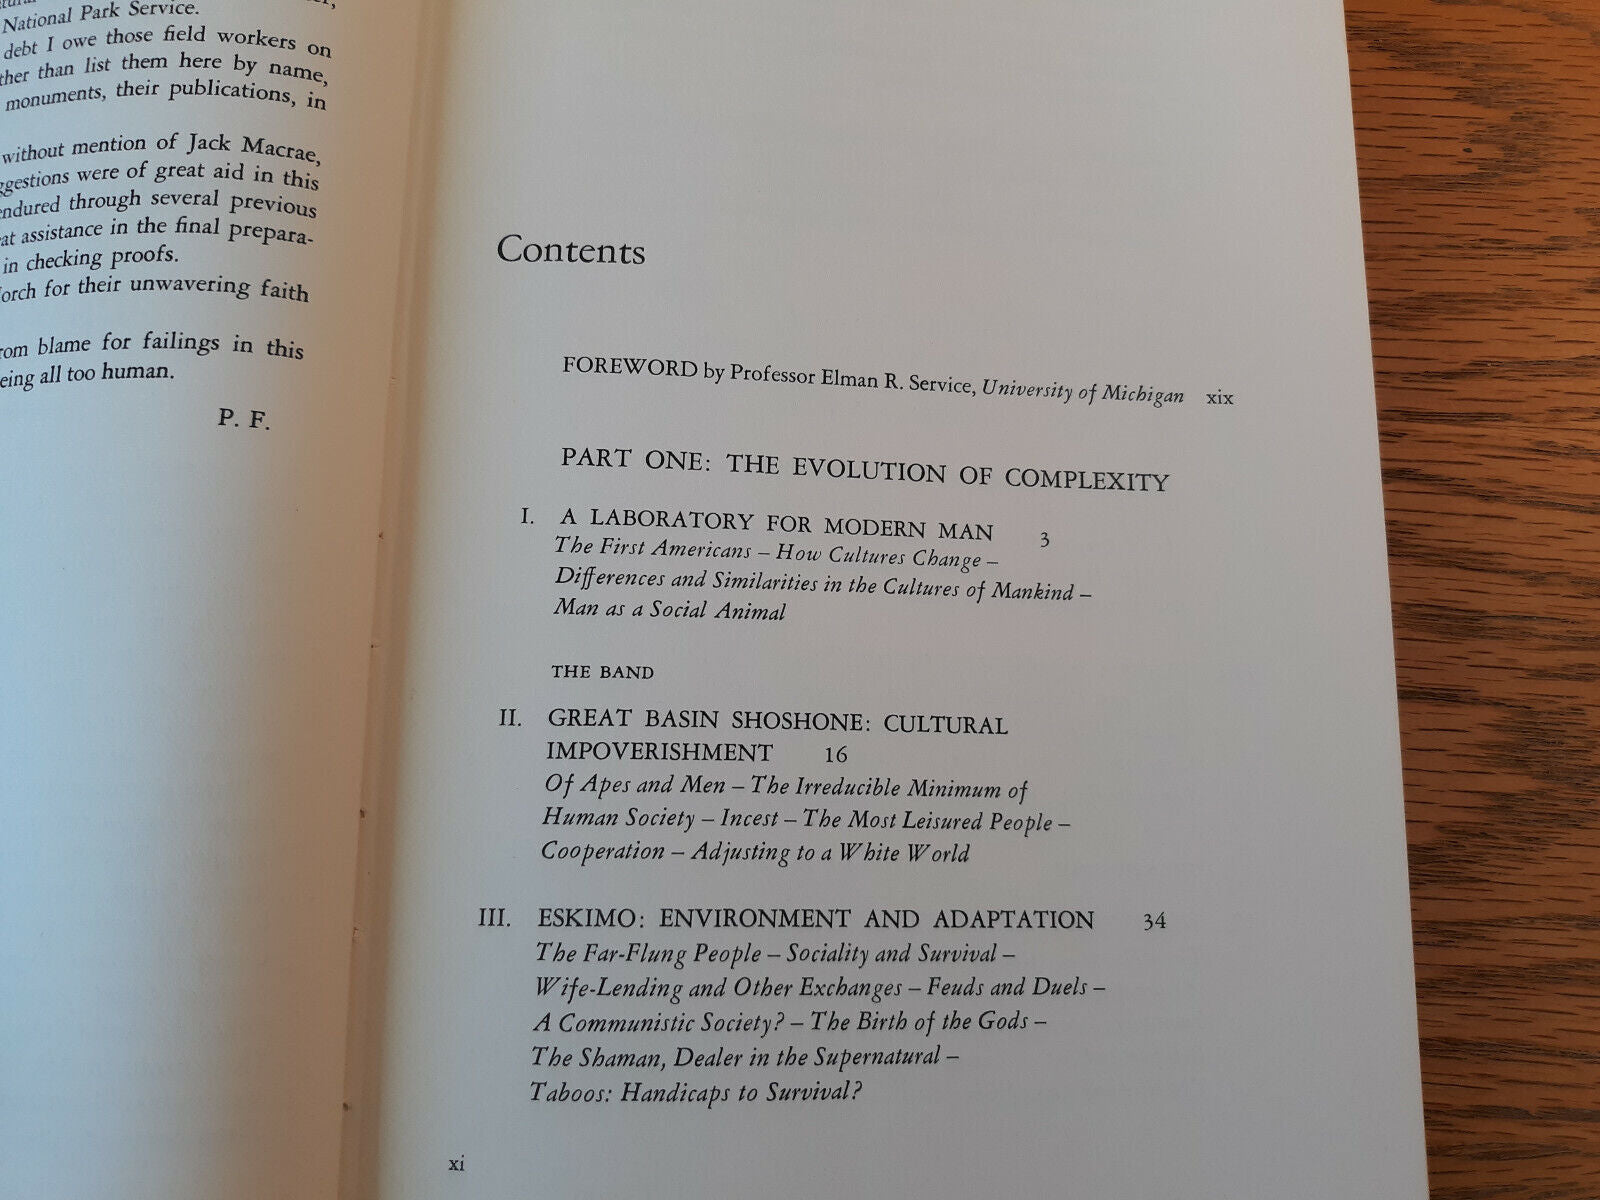 National Park Service.
debt I owe those field workers on
than list them here by name,
monuments, their publications, in
without mention of Jack Macrae,
were of great aid in this
endured through several previous
assistance in the final prepara-
in checking proofs.
for their unwavering faith
blame for failings in this
all too human.
P. F.
Contents
FOREWORD by Professor Elman R. Service, University of Michigan xix
PART ONE: THE EVOLUTION OF COMPLEXITY
I. A LABORATORY FOR MODERN MAN 3
The First Americans – How Cultures Change –
Differences and Similarities in the Cultures of Mankind –
Man as a Social Animal
THE BAND
II. GREAT BASIN SHOSHONE: CULTURAL
IMPOVERISHMENT 16
Of Apes and Men – The Irreducible Minimum of
Human Society – Incest – The Most Leisured People –
Cooperation – Adjusting to a White World
III. ESKIMO: ENVIRONMENT AND ADAPTATION 34
The Far-Flung People – Sociality and Survival –
Wife-Lending and Other Exchanges – Feuds and Duels –
A Communistic Society? – The Birth of the Gods –
The Shaman, Dealer in the Supernatural –
Taboos: Handicaps to Survival?
xi